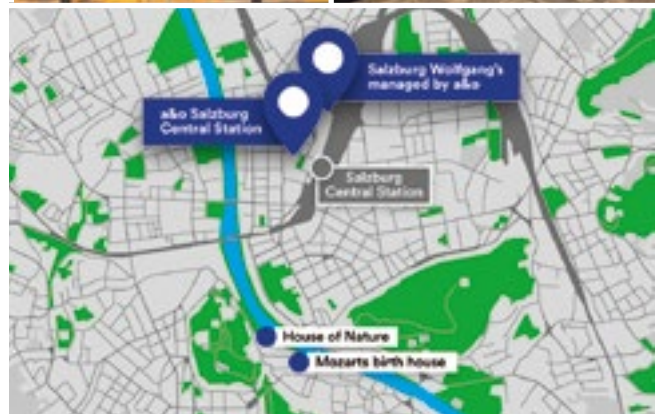 Salzburg Wolfgang's
managed by a&o
a&o Salzburg
Central Station
Salzburg
Central Station
House of Nature
Mozarts birth house